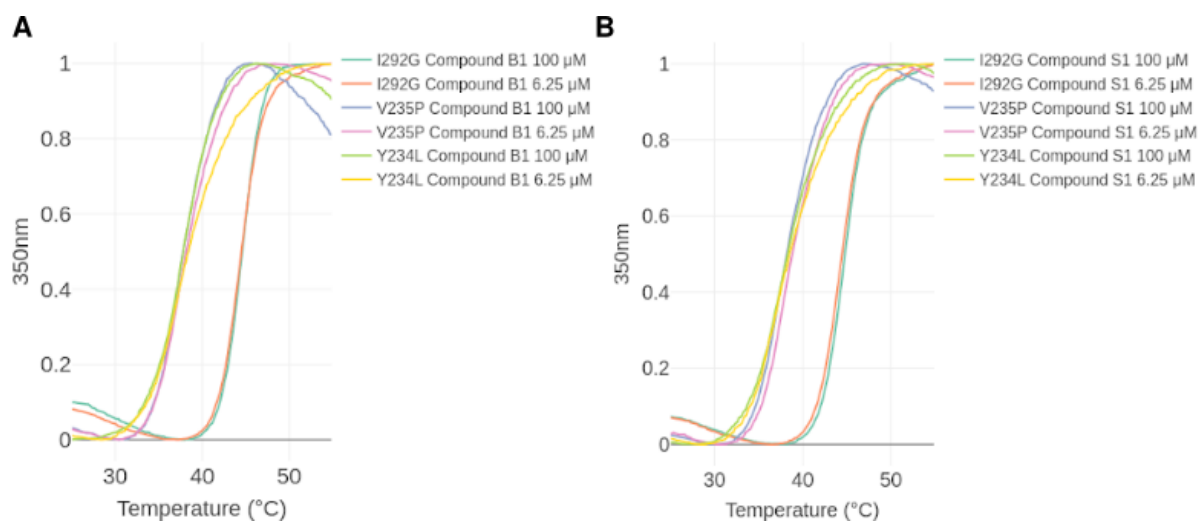 A
350nm
1
0.8
0.6
0.4
0.2
0
30
40
50
Temperature (°C)
I292G Compound B1 100 µM
I292G Compound B1 6.25 µM
V235P Compound B1 100 µM
V235P Compound B1 6.25 µM
Y234L Compound B1 100 µM
Y234L Compound B1 6.25 µM
B
350nm
1
0.8
0.6
0.4
0.2
0
30
40
50
Temperature (°C)
I292G Compound S1 100 µM
I292G Compound S1 6.25 µM
V235P Compound S1 100 µM
V235P Compound S1 6.25 µM
Y234L Compound S1 100 µM
Y234L Compound S1 6.25 µM